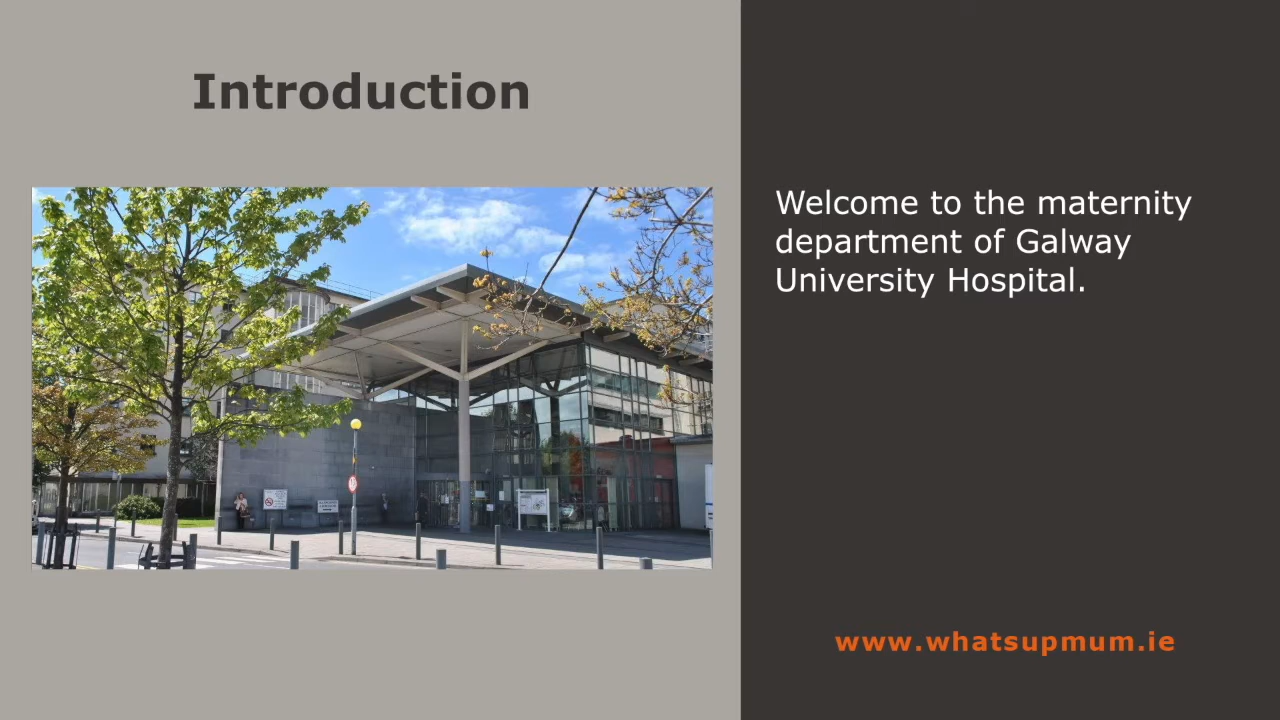 Introduction
Welcome to the maternity
department of Galway
University Hospital.
www.whatsupmum.ie